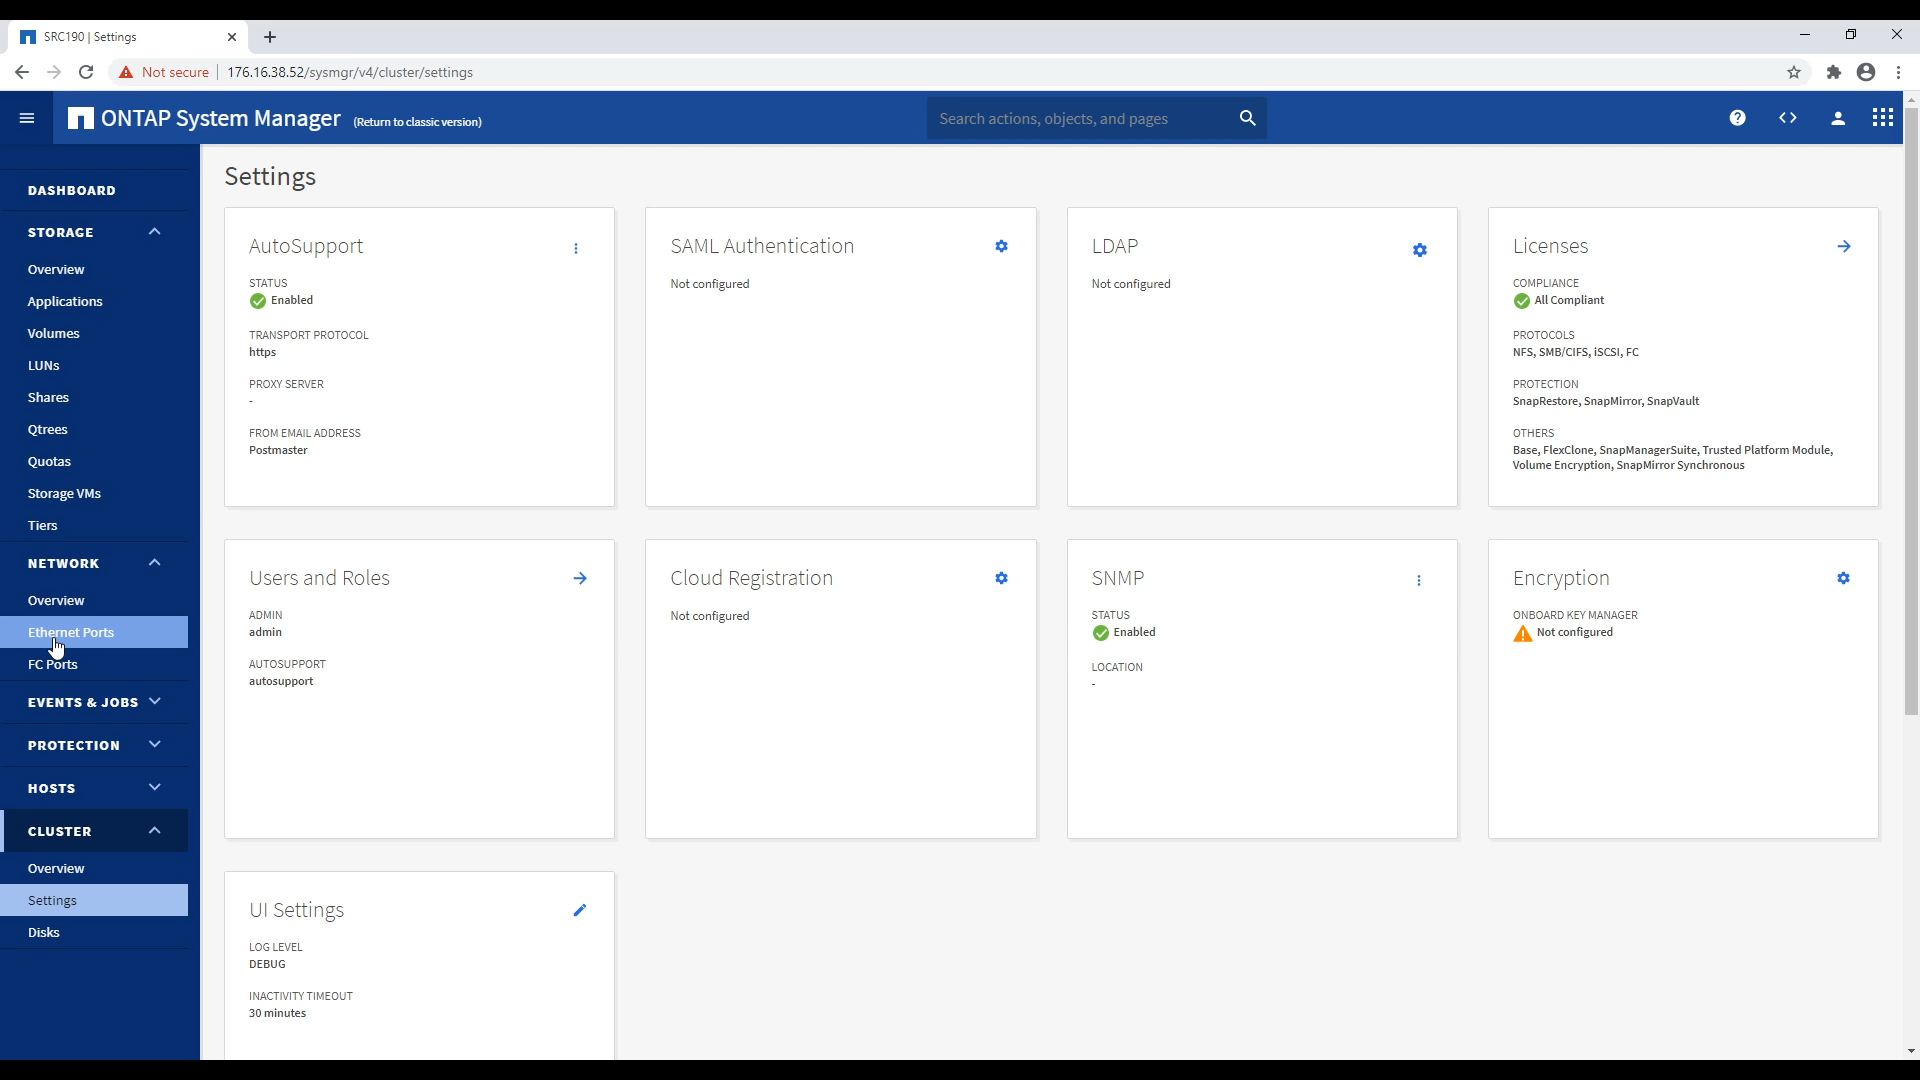 SRC190 | Settings
Not secure
176.16.38.52/sysmgr/v4/cluster/settings
ONTAP System Manager (Return to classic version)
Search actions, objects, and pages
DASHBOARD
STORAGE
Overview
Applications
Volumes
LUNs
Shares
Qtrees
Quotas
Storage VMs
Tiers
NETWORK
Overview
Ethernet Ports
FC Ports
EVENTS & JOBS
PROTECTION
HOSTS
CLUSTER
Overview
Settings
Disks
Settings
AutoSupport
STATUS
Enabled
TRANSPORT PROTOCOL
https
PROXY SERVER
-
FROM EMAIL ADDRESS
Postmaster
SAML Authentication
Not configured
LDAP
Not configured
Licenses
COMPLIANCE
All Compliant
PROTOCOLS
NFS, SMB/CIFS, iSCSI, FC
PROTECTION
SnapRestore, SnapMirror, SnapVault
OTHERS
Base, FlexClone, SnapManagerSuite, Trusted Platform Module,
Volume Encryption, SnapMirror Synchronous
Users and Roles
ADMIN
admin
AUTOSUPPORT
autosupport
Cloud Registration
Not configured
SNMP
STATUS
Enabled
LOCATION
-
Encryption
ONBOARD KEY MANAGER
Not configured
UI Settings
LOG LEVEL
DEBUG
INACTIVITY TIMEOUT
30 minutes